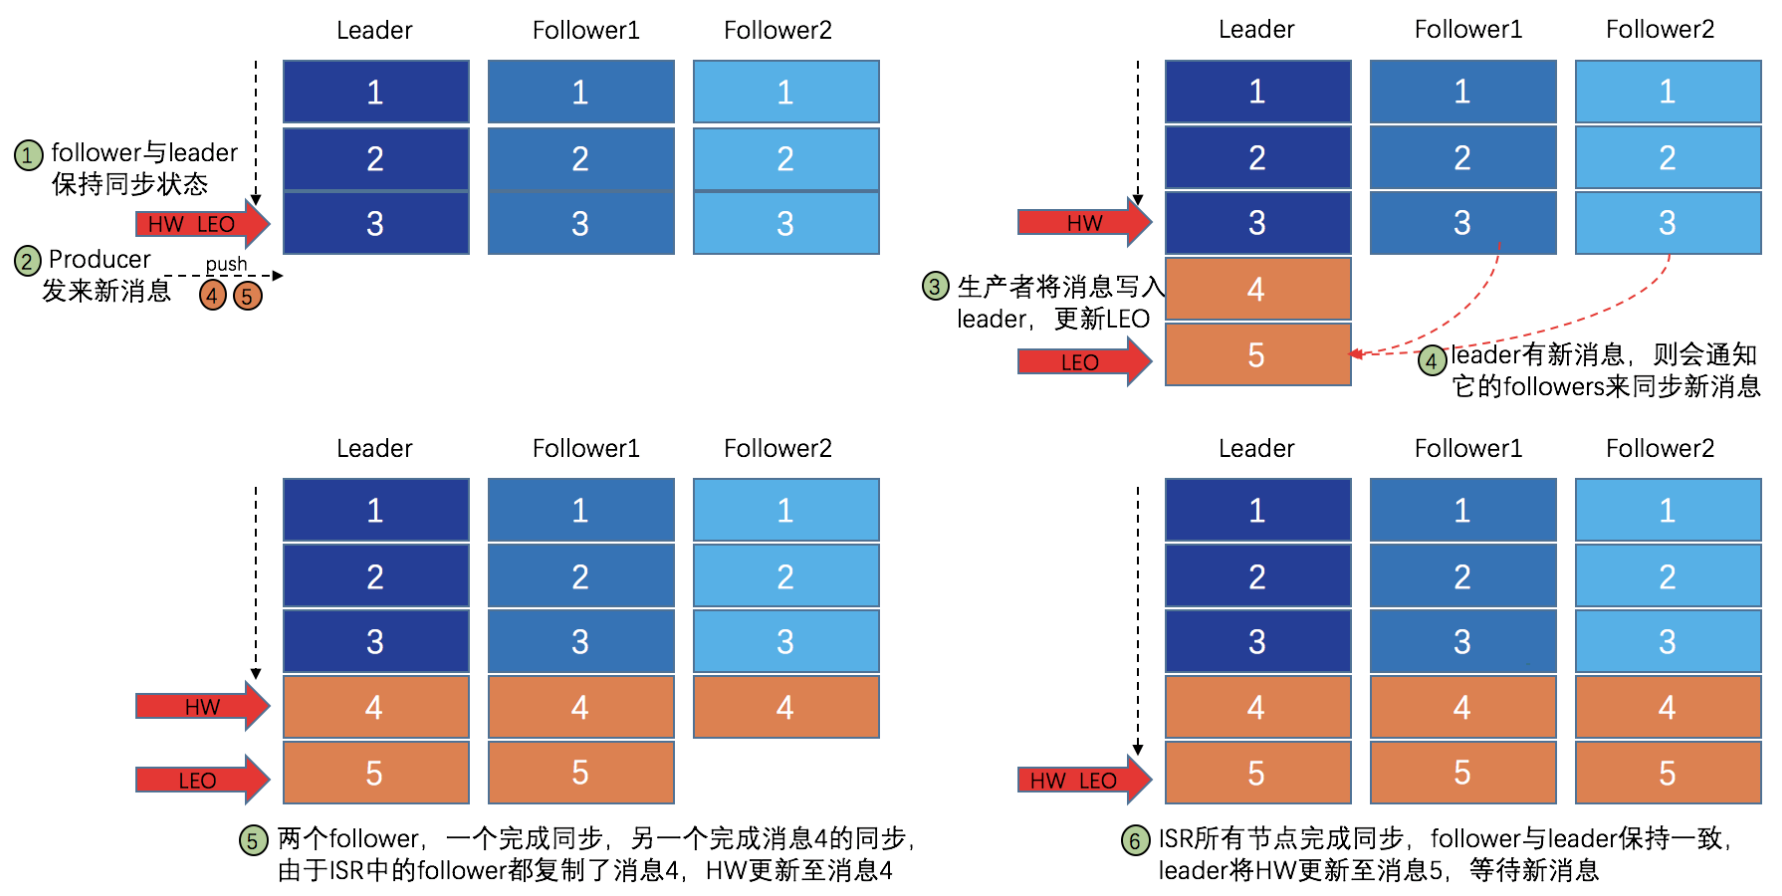 Leader Follower1 Follower2
1 1 1
① follower与leader
保持同步状态
2 2 2
HW LEO
3 3 3
② Producer
发来新消息
push
4 5
Leader Follower1 Follower2
1 1 1
2 2 2
HW
3 3 3
③ 生产者将消息写入
leader，更新LEO
4
LEO
5
④ leader有新消息，则会通知
它的followers来同步新消息
Leader Follower1 Follower2
1 1 1
2 2 2
3 3 3
HW
4 4 4
LEO
5 5
⑤ 两个follower，一个完成同步，另一个完成消息4的同步，
由于ISR中的follower都复制了消息4，HW更新至消息4
Leader Follower1 Follower2
1 1 1
2 2 2
3 3 3
4 4 4
HW LEO
5 5 5
⑥ ISR所有节点完成同步，follower与leader保持一致，
leader将HW更新至消息5，等待新消息